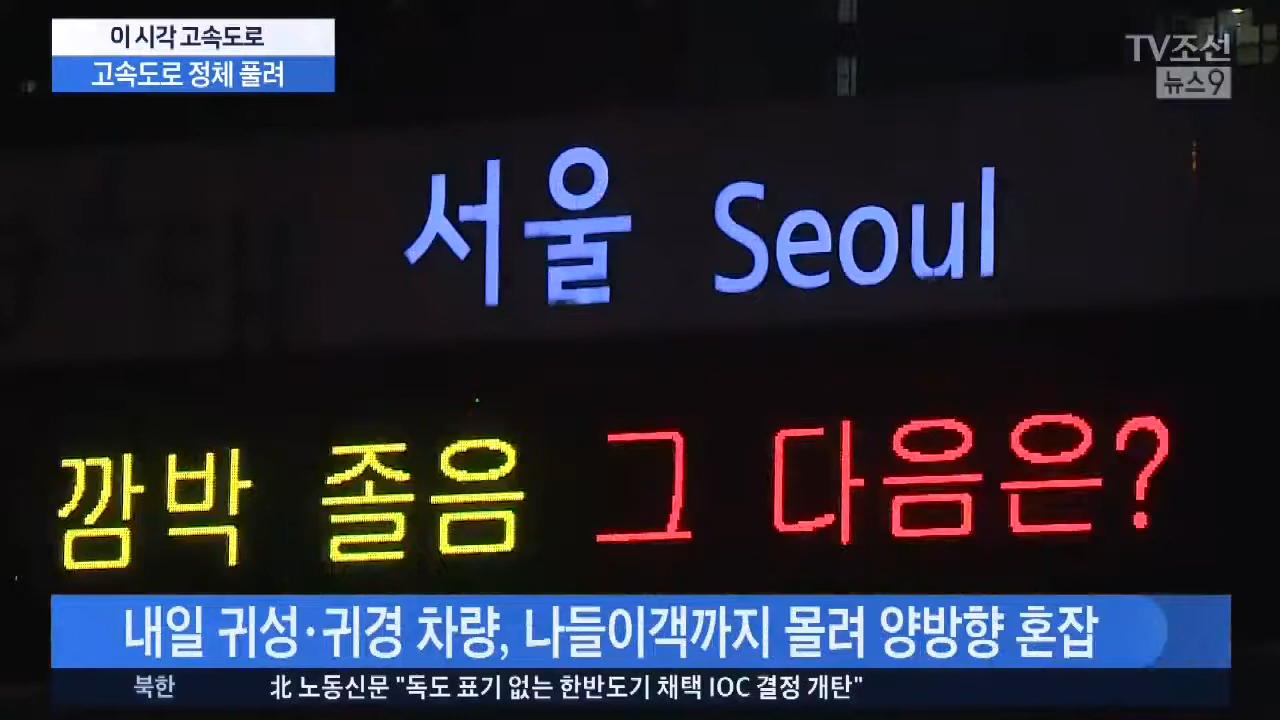 이 시각 고속도로
고속도로 정체 풀려
TV조선
뉴스9
서울 Seoul
깜박 졸음 그 다음은?
내일 귀성·귀경 차량, 나들이객까지 몰려 양방향 혼잡
북한 北 노동신문 "독도 표기 없는 한반도기 채택 IOC 결정 개탄"